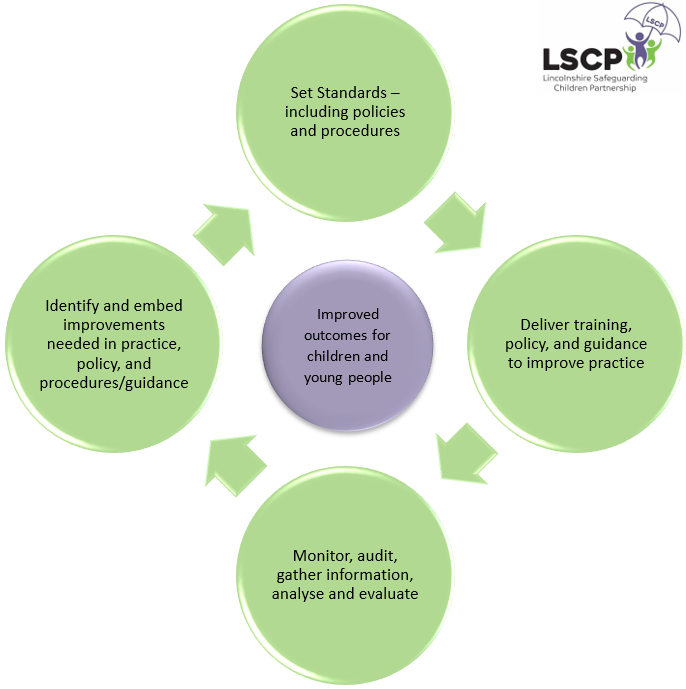 LSCP
LSCP
Lincolnshire Safeguarding
Children Partnership
Set Standards –
including policies
and procedures
Deliver training,
policy, and guidance
to improve practice
Monitor, audit,
gather information,
analyse and evaluate
Identify and embed
improvements
needed in practice,
policy, and
procedures/guidance
Improved
outcomes for
children and
young people